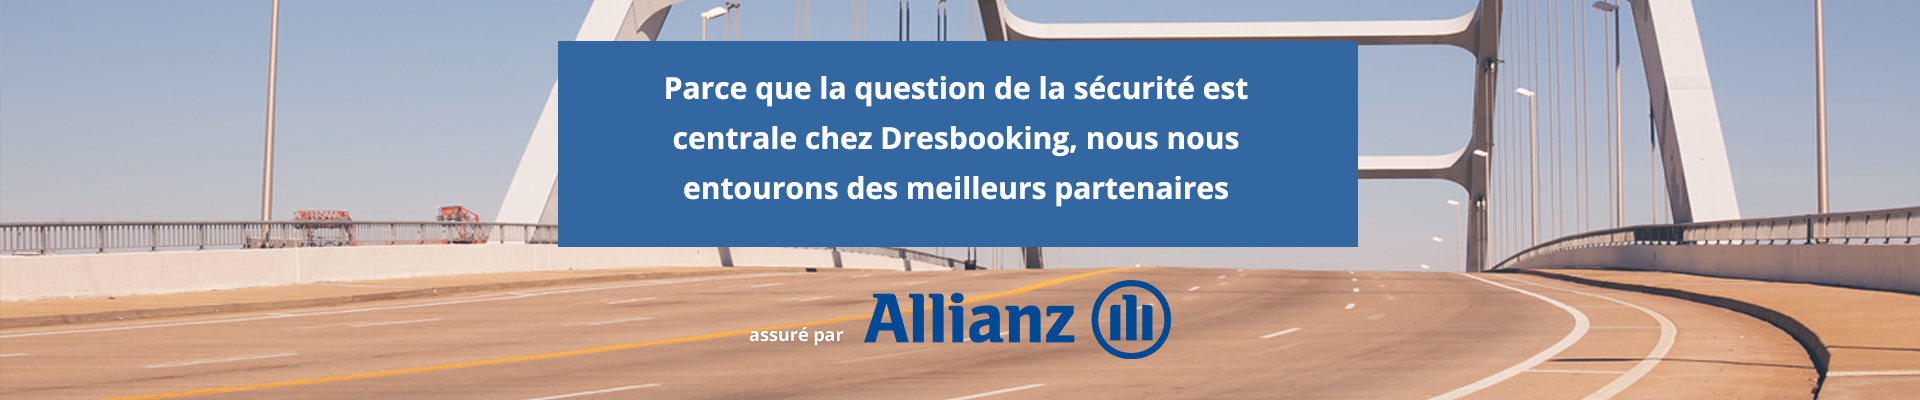 Parce que la question de la sécurité est
centrale chez Dresbooking, nous nous
entourons des meilleurs partenaires
assuré par Allianz